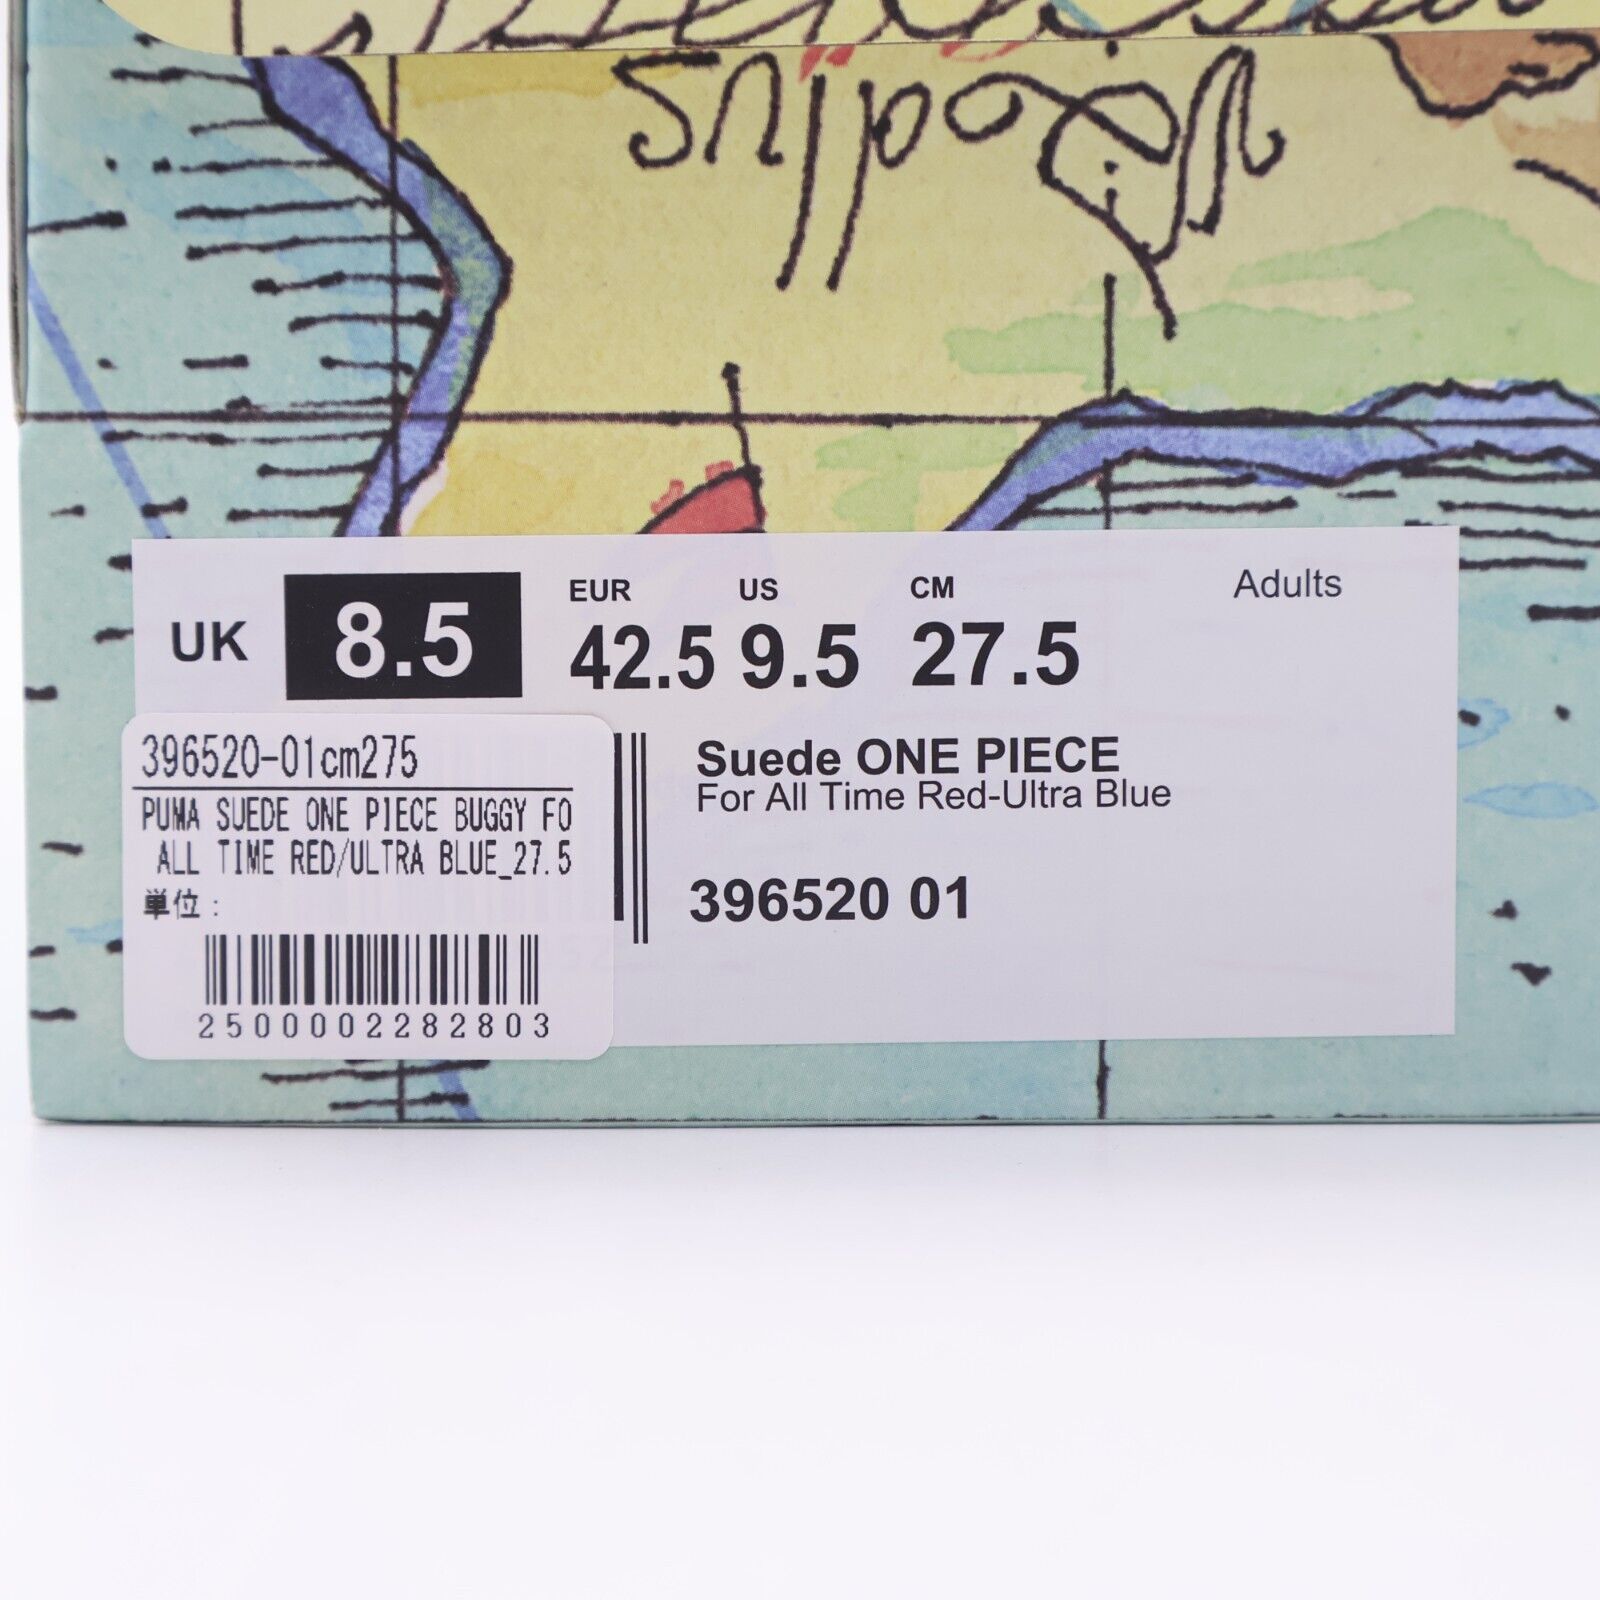 UK 8.5
EUR 42.5
US 9.5
CM 27.5
Adults
Suede ONE PIECE
For All Time Red-Ultra Blue
396520 01
396520-01cm275
PUMA SUEDE ONE PIECE BUGGY FO
ALL TIME RED/ULTRA BLUE_27.5
単位:
2500002282803